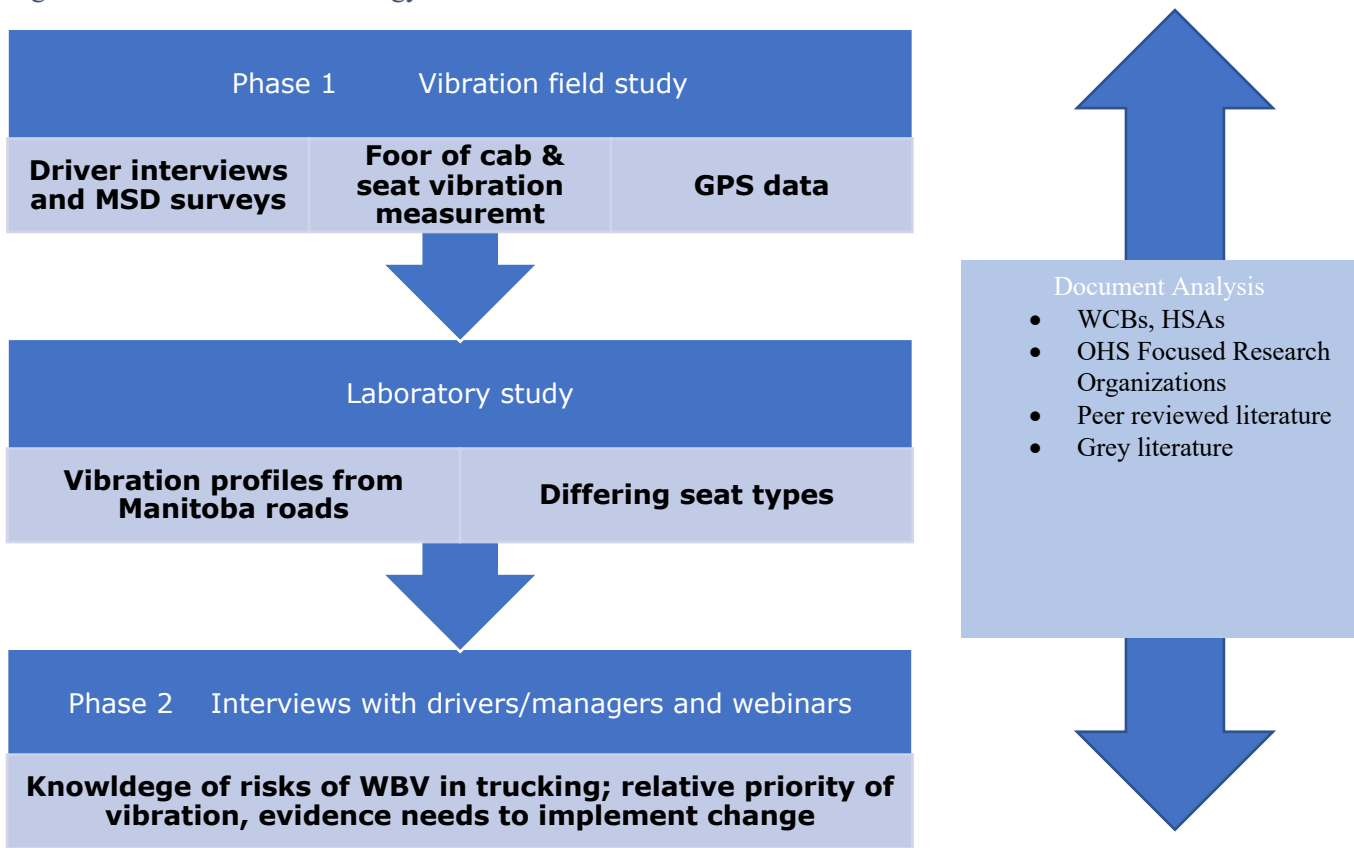 Phase 1 Vibration field study
Driver interviews
and MSD surveys
Foor of cab &
seat vibration
measuremt
GPS data
Laboratory study
Vibration profiles from
Manitoba roads
Differing seat types
Phase 2 Interviews with drivers/managers and webinars
Knowldege of risks of WBV in trucking; relative priority of
vibration, evidence needs to implement change
Document Analysis
• WCBs, HSAs
• OHS Focused Research
Organizations
• Peer reviewed literature
• Grey literature